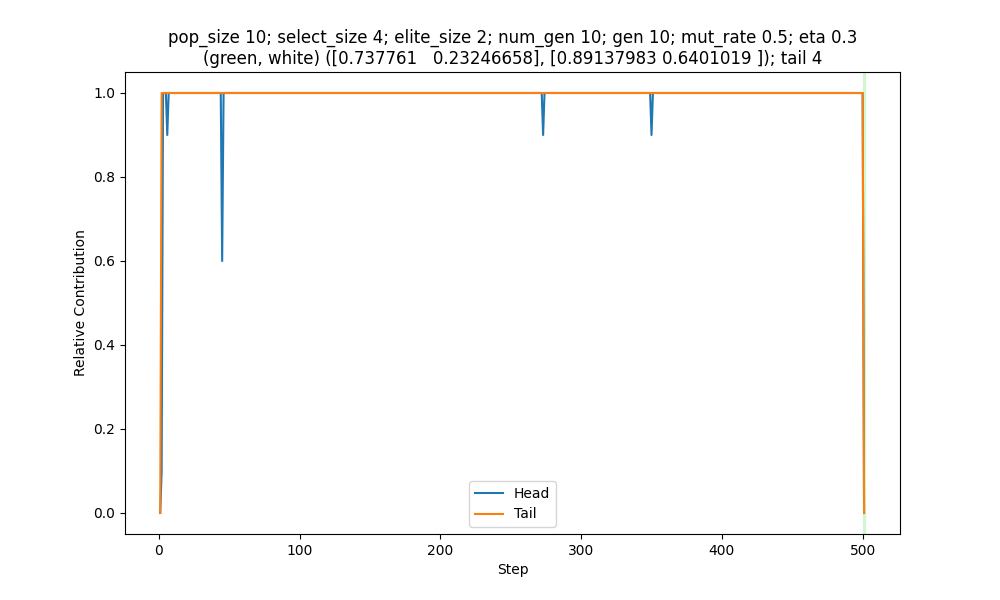 pop_size 10; select_size 4; elite_size 2; num_gen 10; gen 10; mut_rate 0.5; eta 0.3
(green, white) ([0.737761   0.23246658], [0.89137983 0.6401019 ]); tail 4
1.0
0.8
0.6
0.4
0.2
0.0
Relative Contribution
Head
Tail
0
100
200
300
400
500
Step